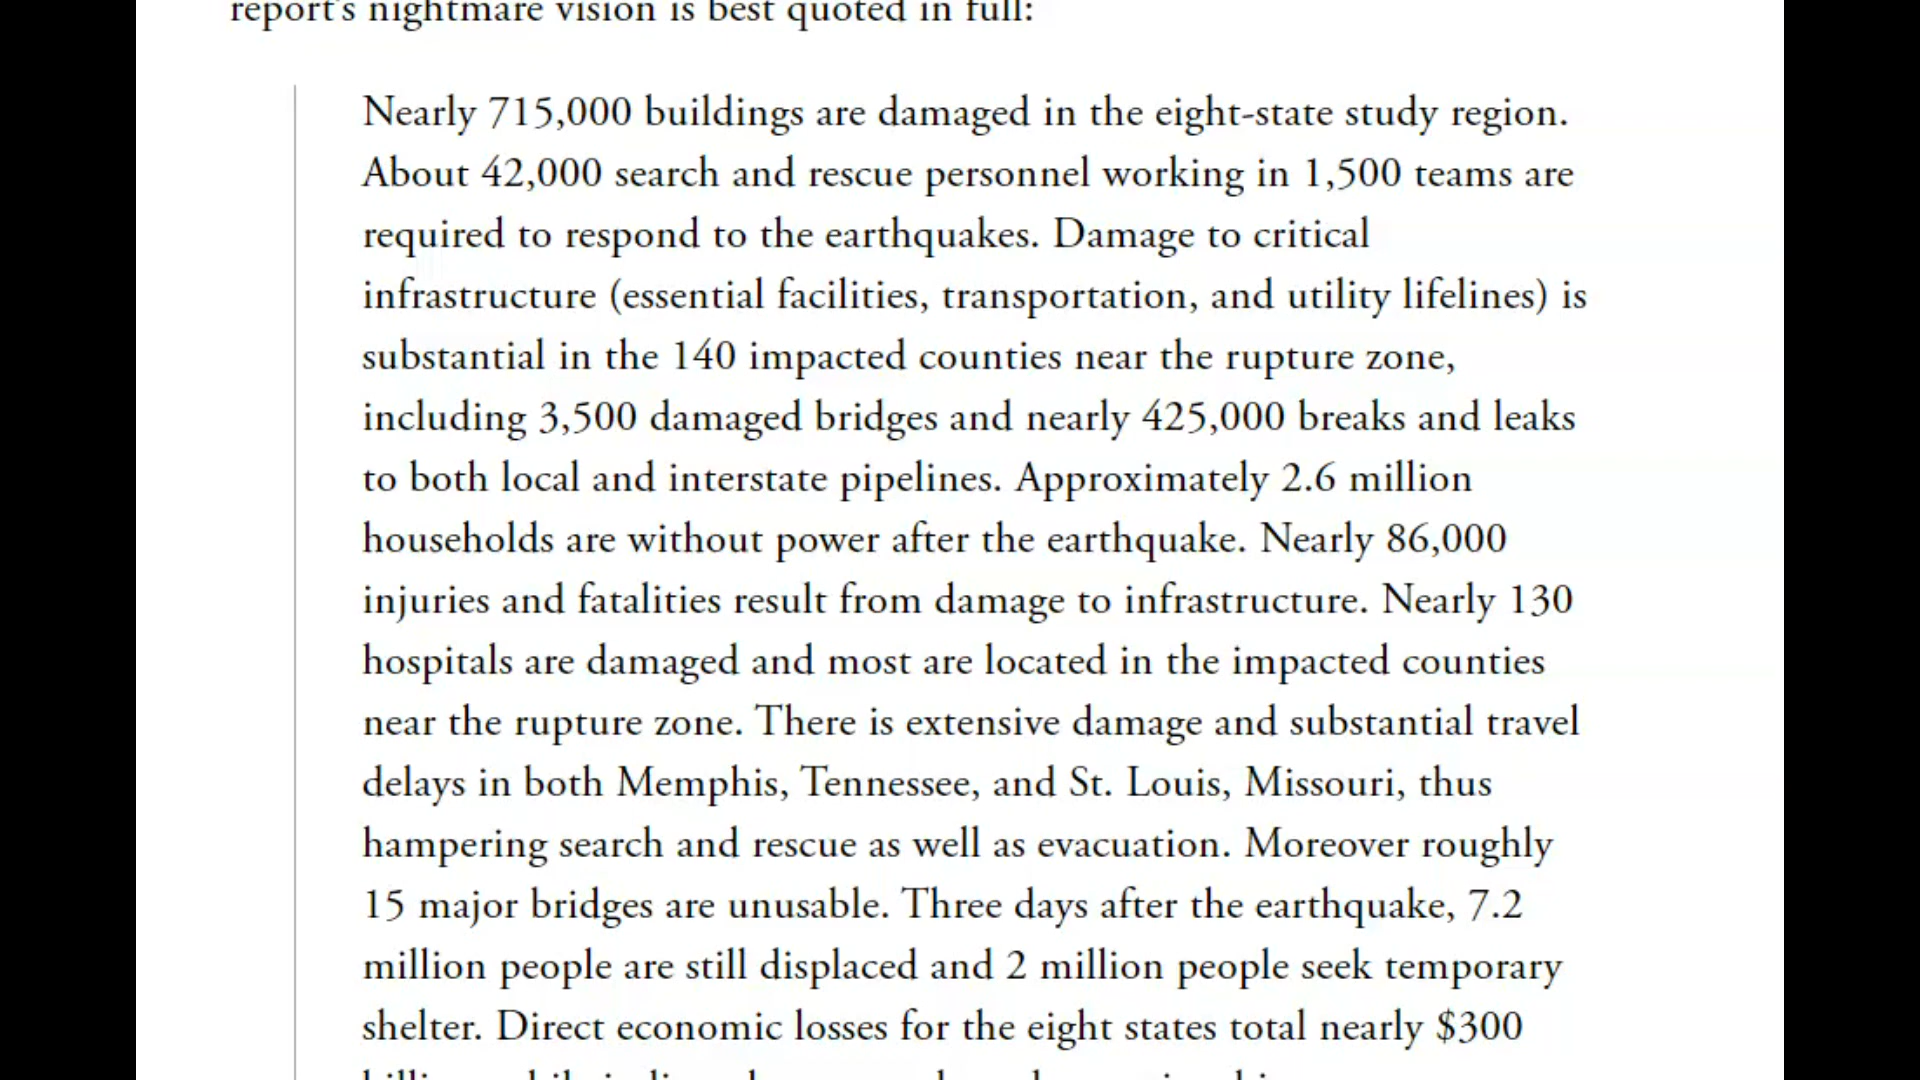 report's nightmare vision is best quoted in full:
Nearly 715,000 buildings are damaged in the eight-state study region.
About 42,000 search and rescue personnel working in 1,500 teams are
required to respond to the earthquakes. Damage to critical
infrastructure (essential facilities, transportation, and utility lifelines) is
substantial in the 140 impacted counties near the rupture zone,
including 3,500 damaged bridges and nearly 425,000 breaks and leaks
to both local and interstate pipelines. Approximately 2.6 million
households are without power after the earthquake. Nearly 86,000
injuries and fatalities result from damage to infrastructure. Nearly 130
hospitals are damaged and most are located in the impacted counties
near the rupture zone. There is extensive damage and substantial travel
delays in both Memphis, Tennessee, and St. Louis, Missouri, thus
hampering search and rescue as well as evacuation. Moreover roughly
15 major bridges are unusable. Three days after the earthquake, 7.2
million people are still displaced and 2 million people seek temporary
shelter. Direct economic losses for the eight states total nearly $300